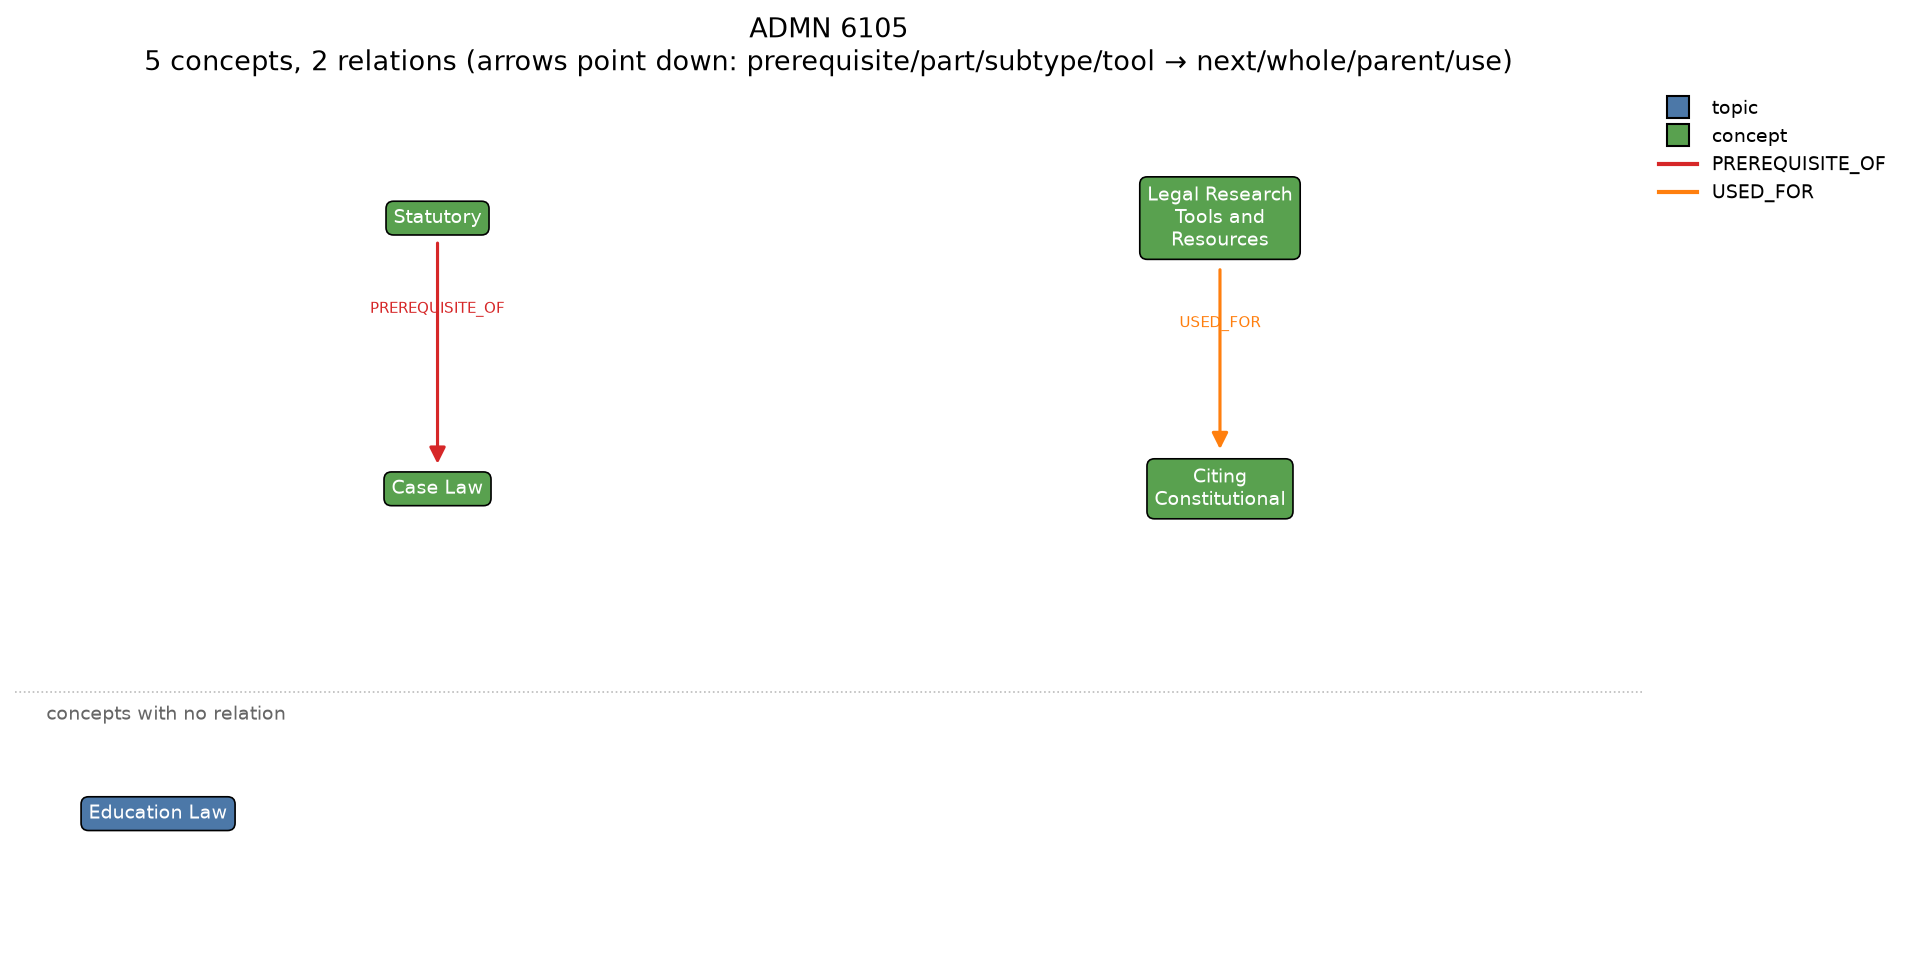 ADMN 6105
5 concepts, 2 relations (arrows point down: prerequisite/part/subtype/tool → next/whole/parent/use)
topic
concept
PREREQUISITE_OF
USED_FOR
Statutory
Legal Research
Tools and
Resources
PREREQUISITE_OF
USED_FOR
Case Law
Citing
Constitutional
concepts with no relation
Education Law